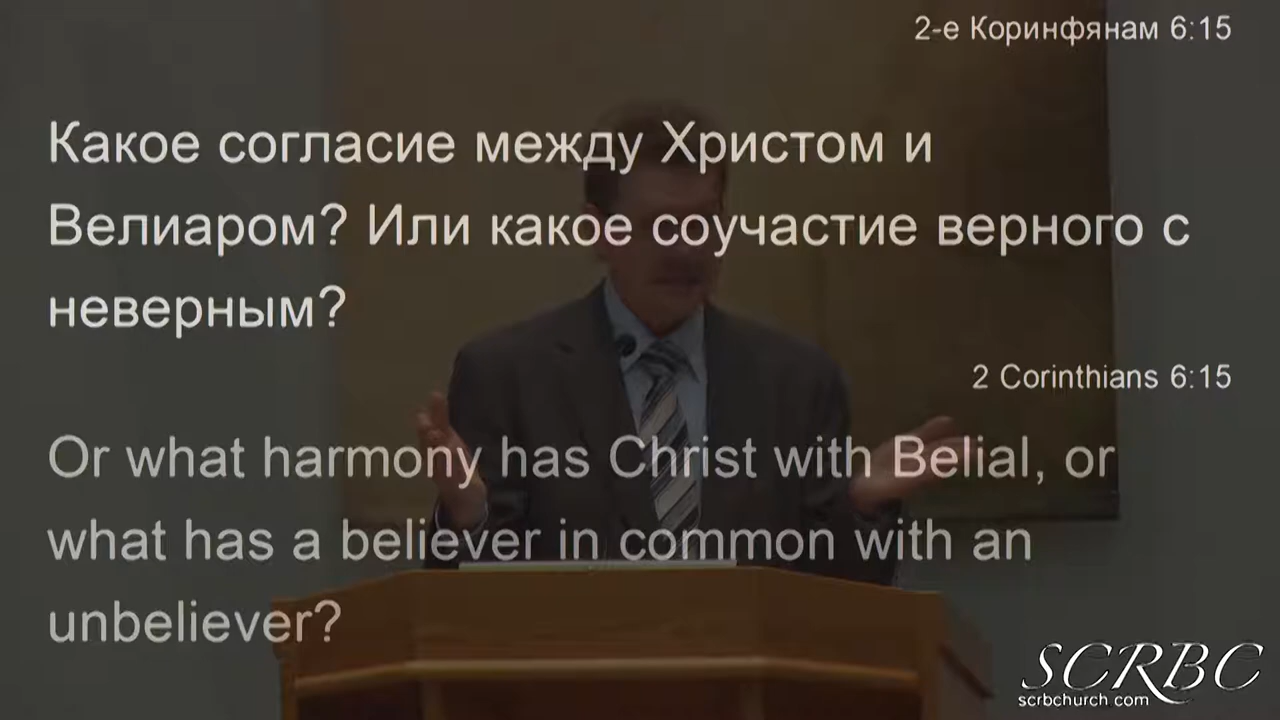 2-е Коринфянам 6:15
Какое согласие между Христом и
Велиаром? Или какое соучастие верного с
неверным?
2 Corinthians 6:15
Or what harmony has Christ with Belial, or
what has a believer in common with an
unbeliever?
SCRBC
scrbchurch.com